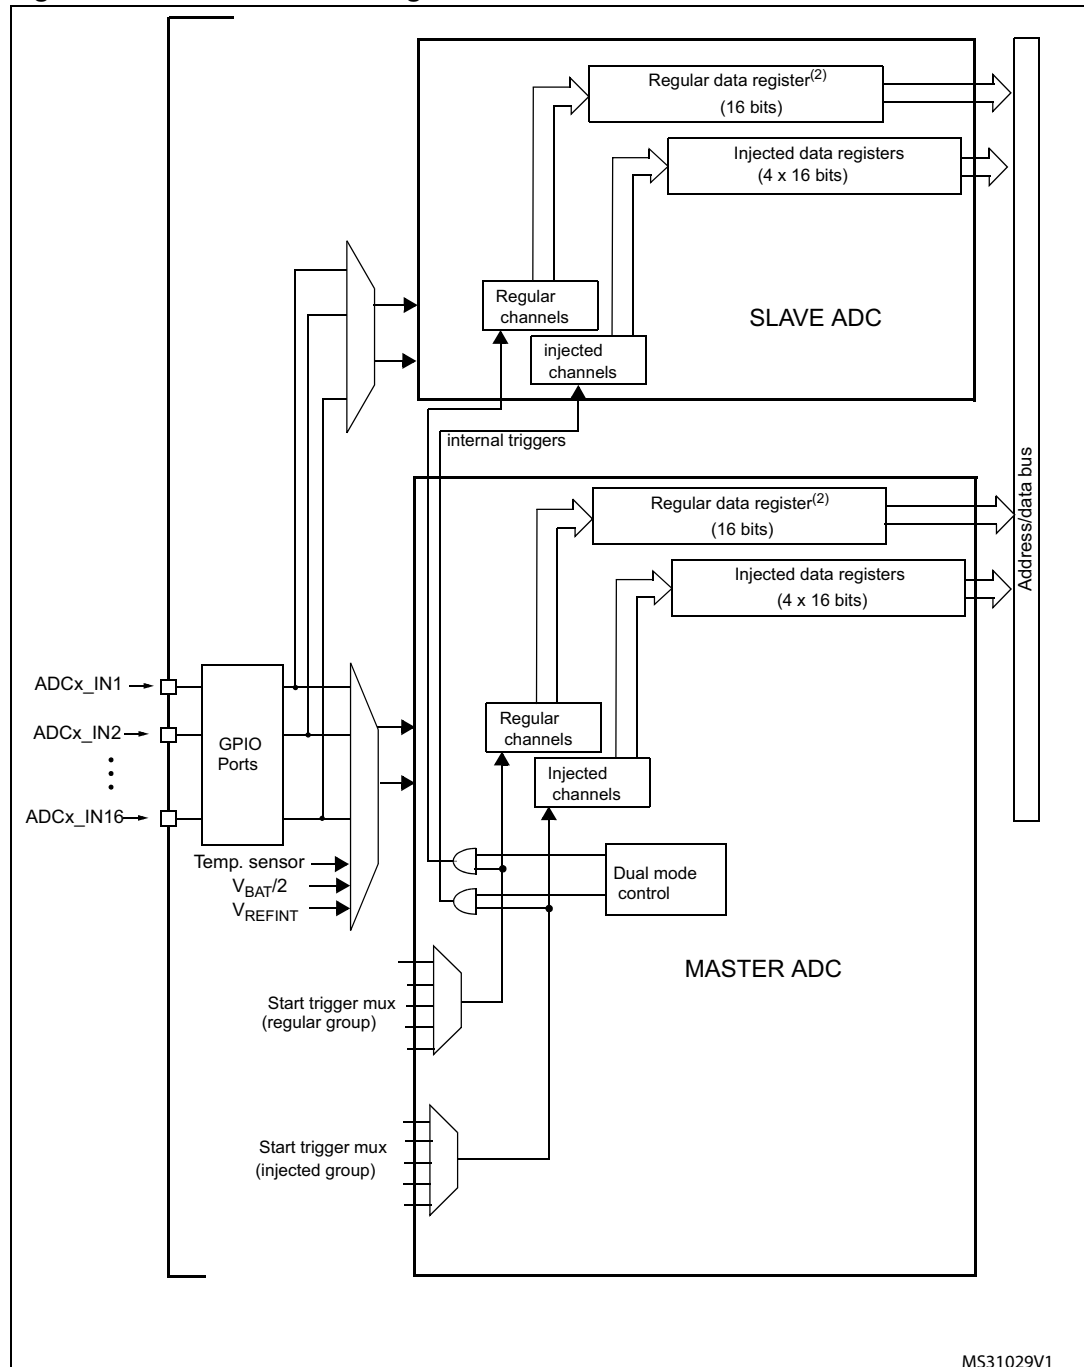 Regular data register(2)
(16 bits)
Injected data registers
(4 x 16 bits)
Regular
channels
SLAVE ADC
injected
channels
internal triggers
Address/data bus
Regular data register(2)
(16 bits)
Injected data registers
(4 x 16 bits)
ADCx_IN1
ADCx_IN2
ADCx_IN16
GPIO
Ports
Regular
channels
Injected
channels
Temp. sensor
VBAT/2
VREFINT
Dual mode
control
MASTER ADC
Start trigger mux
(regular group)
Start trigger mux
(injected group)
MS31029V1